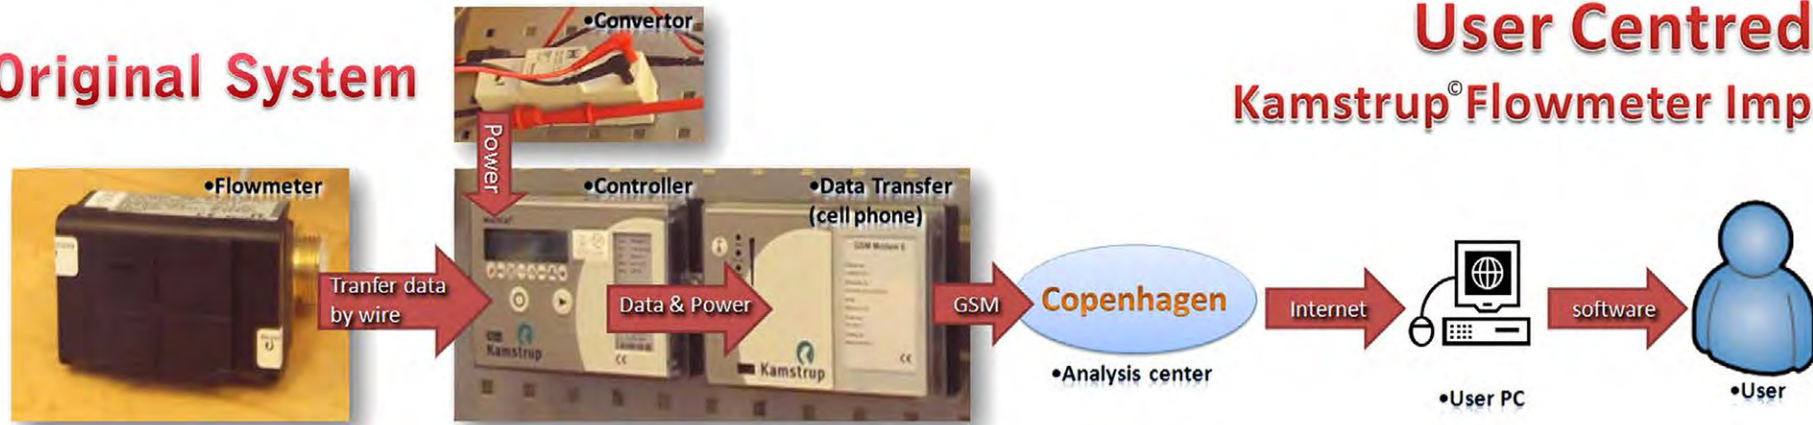 Original System
•Convertor
User Centred
Kamstrup© Flowmeter Imp
Power
•Flowmeter
•Controller
•Data Transfer
(cell phone)
GSM Modem 6
Tranfer data
by wire
Data & Power
GSM
Copenhagen
Internet
software
Kamstrup
CE
Kamstrup
CE
•Analysis center
•User PC
•User